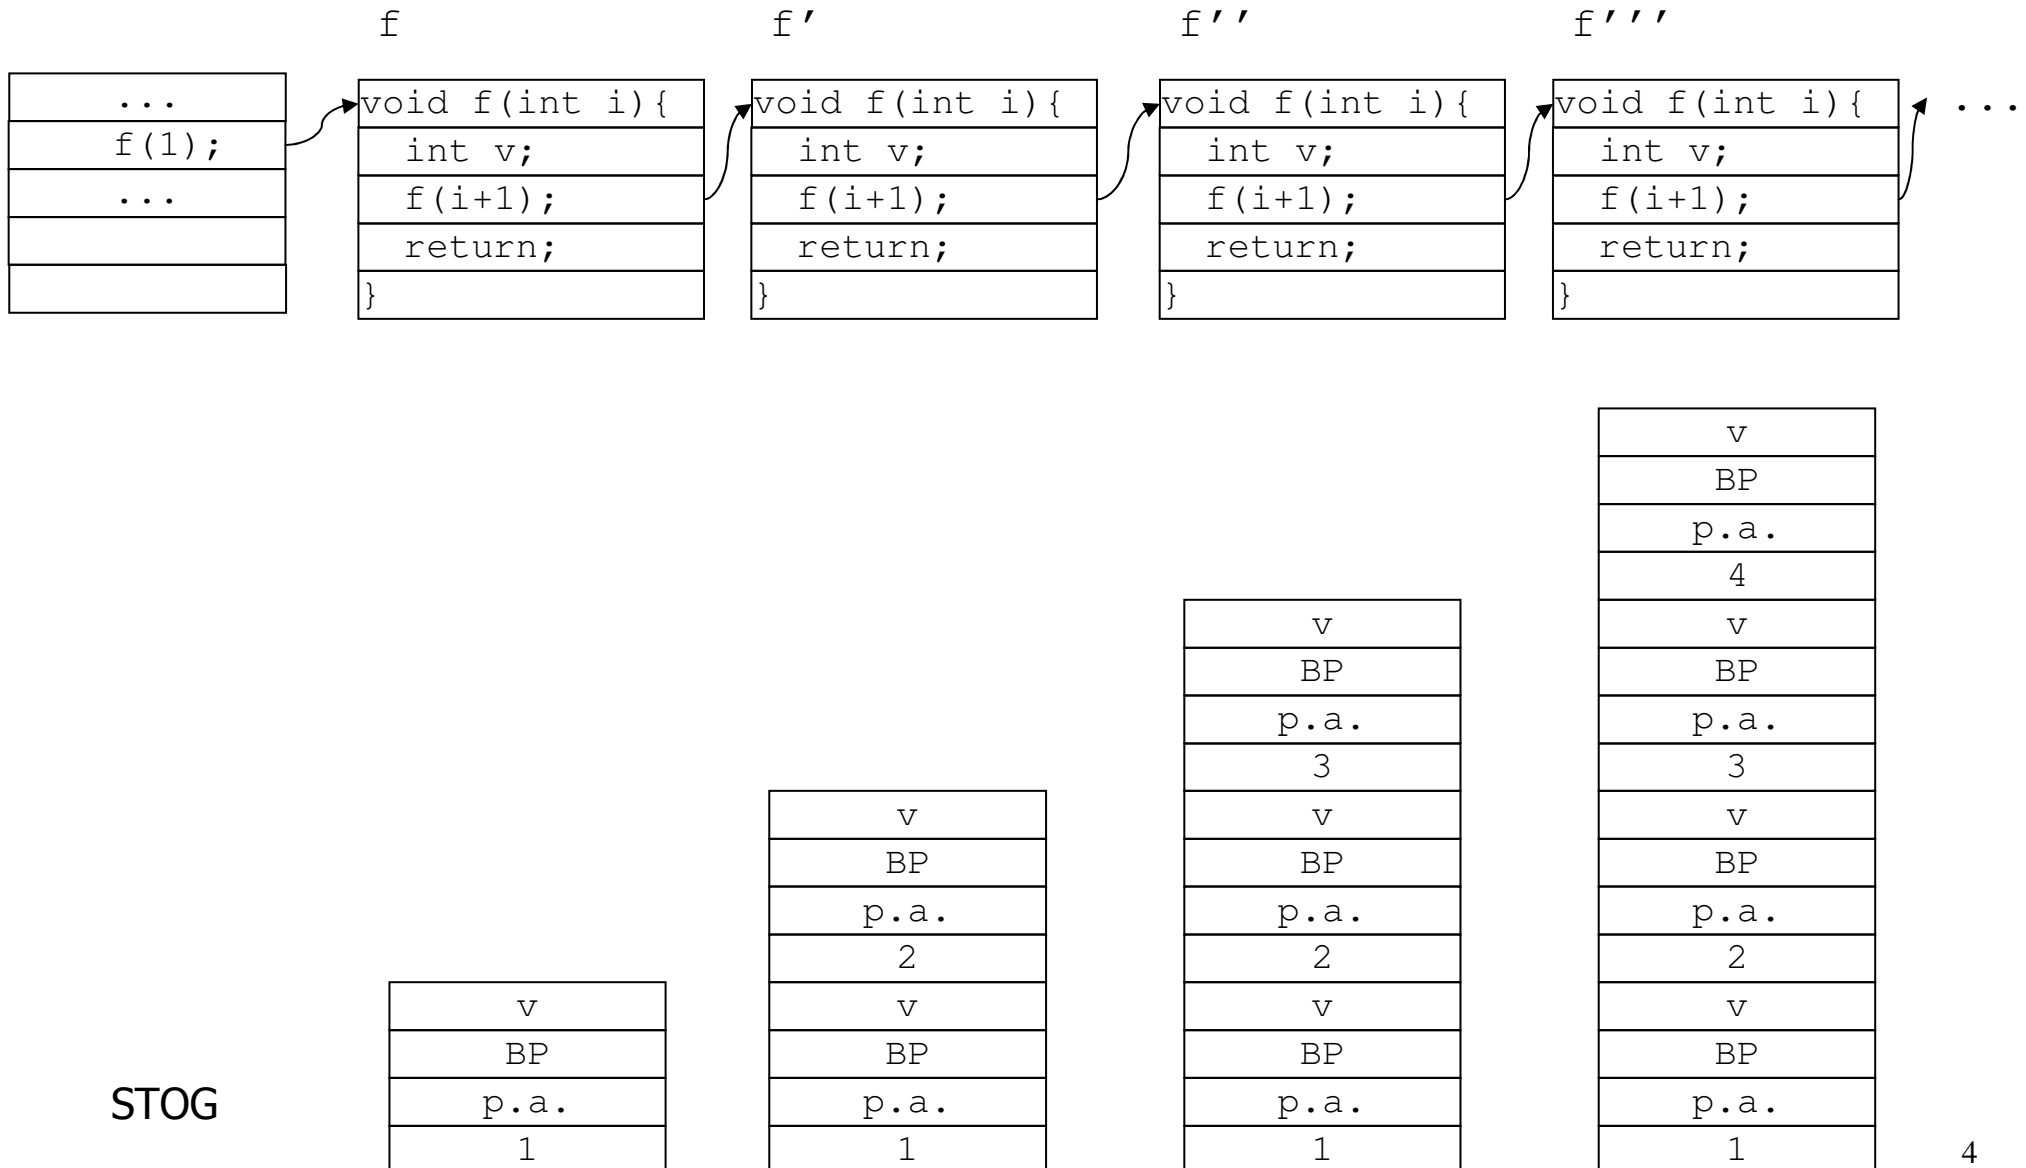 f
f'
f''
f'''
...
f(1);
...
void f(int i){
int v;
f(i+1);
return;
}
void f(int i){
int v;
f(i+1);
return;
}
void f(int i){
int v;
f(i+1);
return;
}
void f(int i){
int v;
f(i+1);
return;
}
...
STOG
v
BP
p.a.
1
v
BP
p.a.
2
v
BP
p.a.
1
v
BP
p.a.
3
v
BP
p.a.
2
v
BP
p.a.
1
v
BP
p.a.
4
v
BP
p.a.
3
v
BP
p.a.
2
v
BP
p.a.
1
4